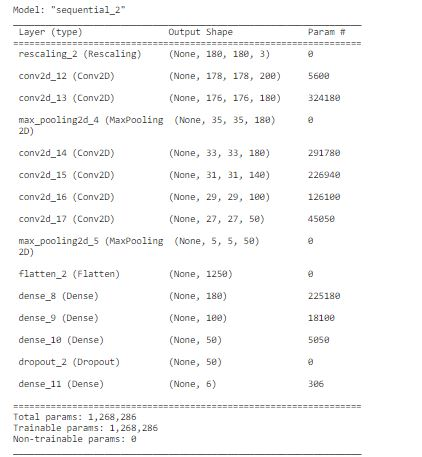 Model: "sequential_2"
Layer (type) Output Shape Param #
rescaling_2 (Rescaling) (None, 180, 180, 3) 0
conv2d_12 (Conv2D) (None, 178, 178, 200) 5600
conv2d_13 (Conv2D) (None, 176, 176, 180) 324180
max_pooling2d_4 (MaxPooling (None, 35, 35, 180) 0
2D)
conv2d_14 (Conv2D) (None, 33, 33, 180) 291780
conv2d_15 (Conv2D) (None, 31, 31, 140) 226940
conv2d_16 (Conv2D) (None, 29, 29, 100) 126100
conv2d_17 (Conv2D) (None, 27, 27, 50) 45050
max_pooling2d_5 (MaxPooling (None, 5, 5, 50) 0
2D)
flatten_2 (Flatten) (None, 1250) 0
dense_8 (Dense) (None, 180) 225180
dense_9 (Dense) (None, 100) 18100
dense_10 (Dense) (None, 50) 5050
dropout_2 (Dropout) (None, 50) 0
dense_11 (Dense) (None, 6) 306
Total params: 1,268,286
Trainable params: 1,268,286
Non-trainable params: 0